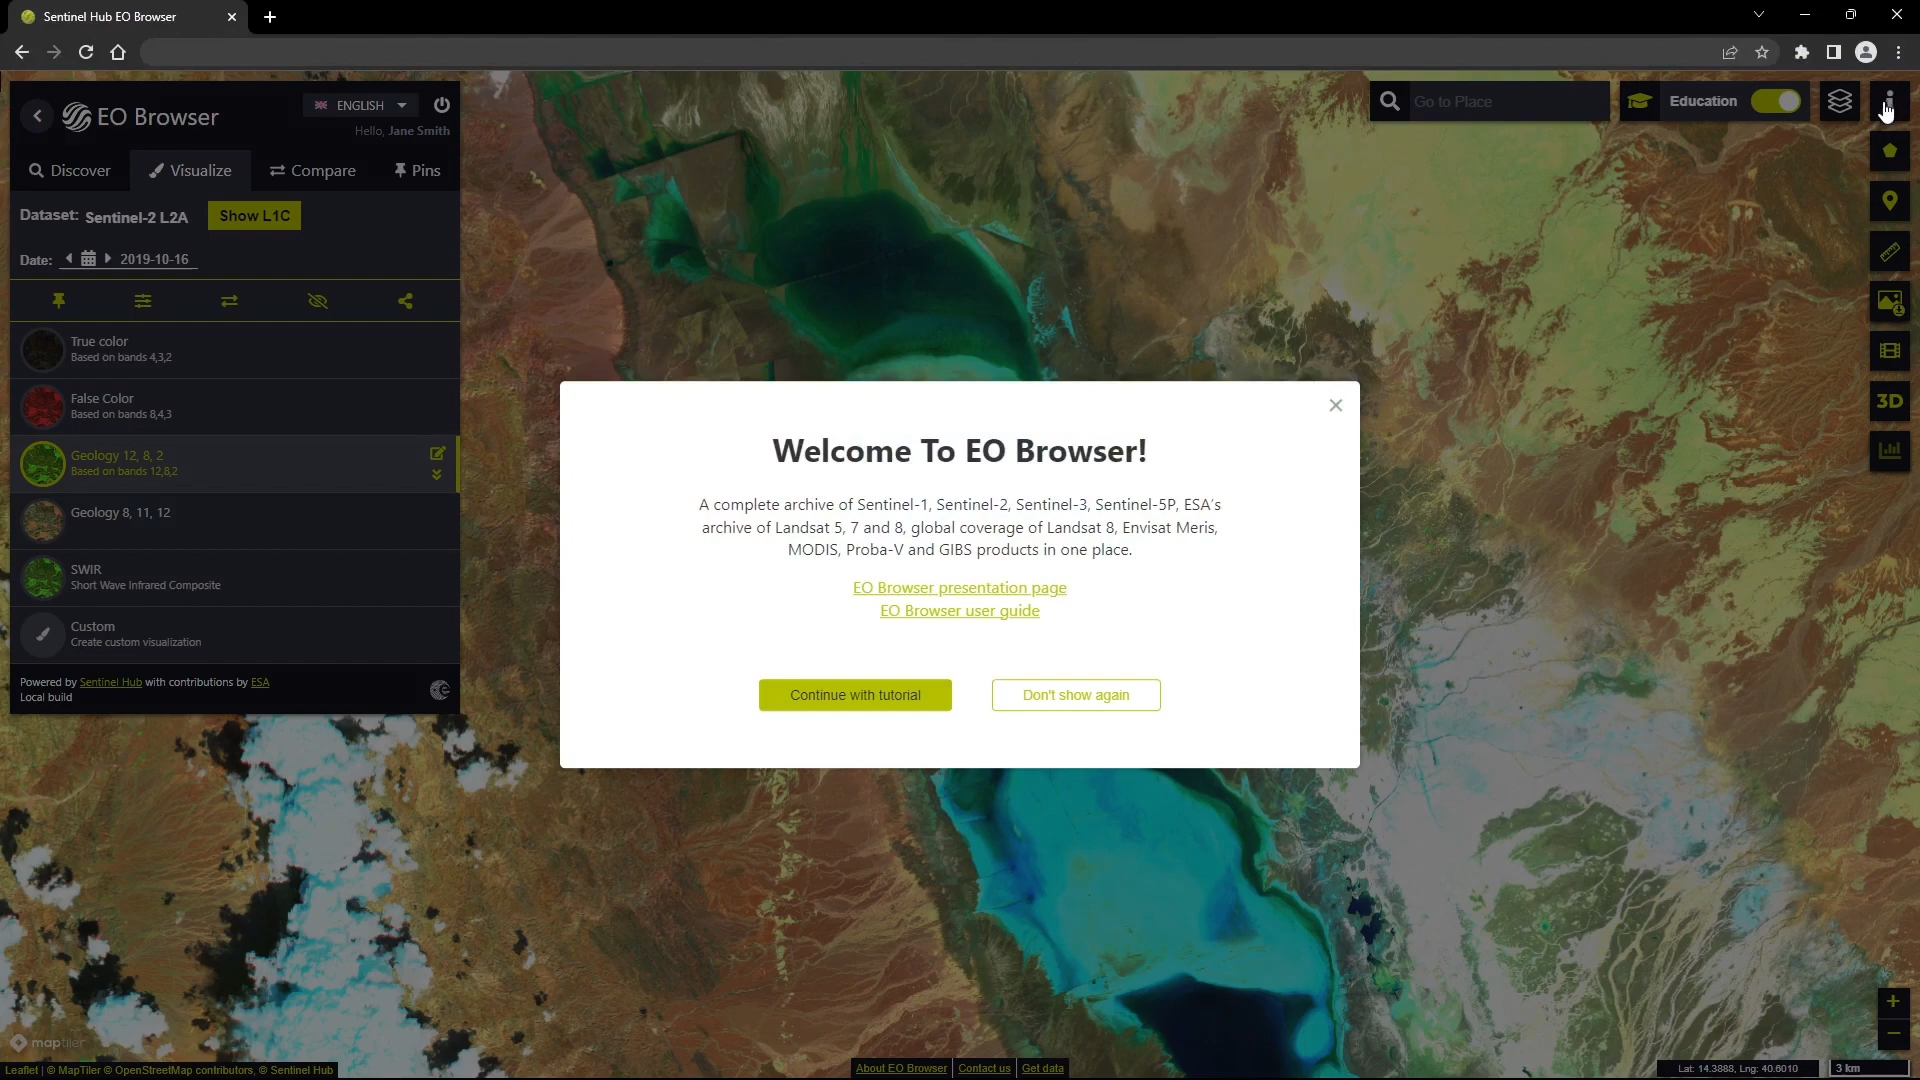 Sentinel Hub EO Browser
EO Browser
ENGLISH
Hello, Jane Smith
Discover
Visualize
Compare
Pins
Dataset: Sentinel-2 L2A
Show L1C
Date: 2019-10-16
True color
Based on bands 4,3,2
False Color
Based on bands 8,4,3
Geology 12, 8, 2
Based on bands 12,8,2
Geology 8, 11, 12
SWIR
Short Wave Infrared Composite
Custom
Create custom visualization
Powered by Sentinel Hub with contributions by ESA
Local build
Go to Place
Education
3D
Welcome To EO Browser!
A complete archive of Sentinel-1, Sentinel-2, Sentinel-3, Sentinel-5P, ESA's
archive of Landsat 5, 7 and 8, global coverage of Landsat 8, Envisat Meris,
MODIS, Proba-V and GIBS products in one place.
EO Browser presentation page
EO Browser user guide
Continue with tutorial
Don't show again
maptiler
Leaflet | © MapTiler © OpenStreetMap contributors, © Sentinel Hub
About EO Browser
Contact us
Get data
Lat: 14.3888, Lng: 40.6010
3 km